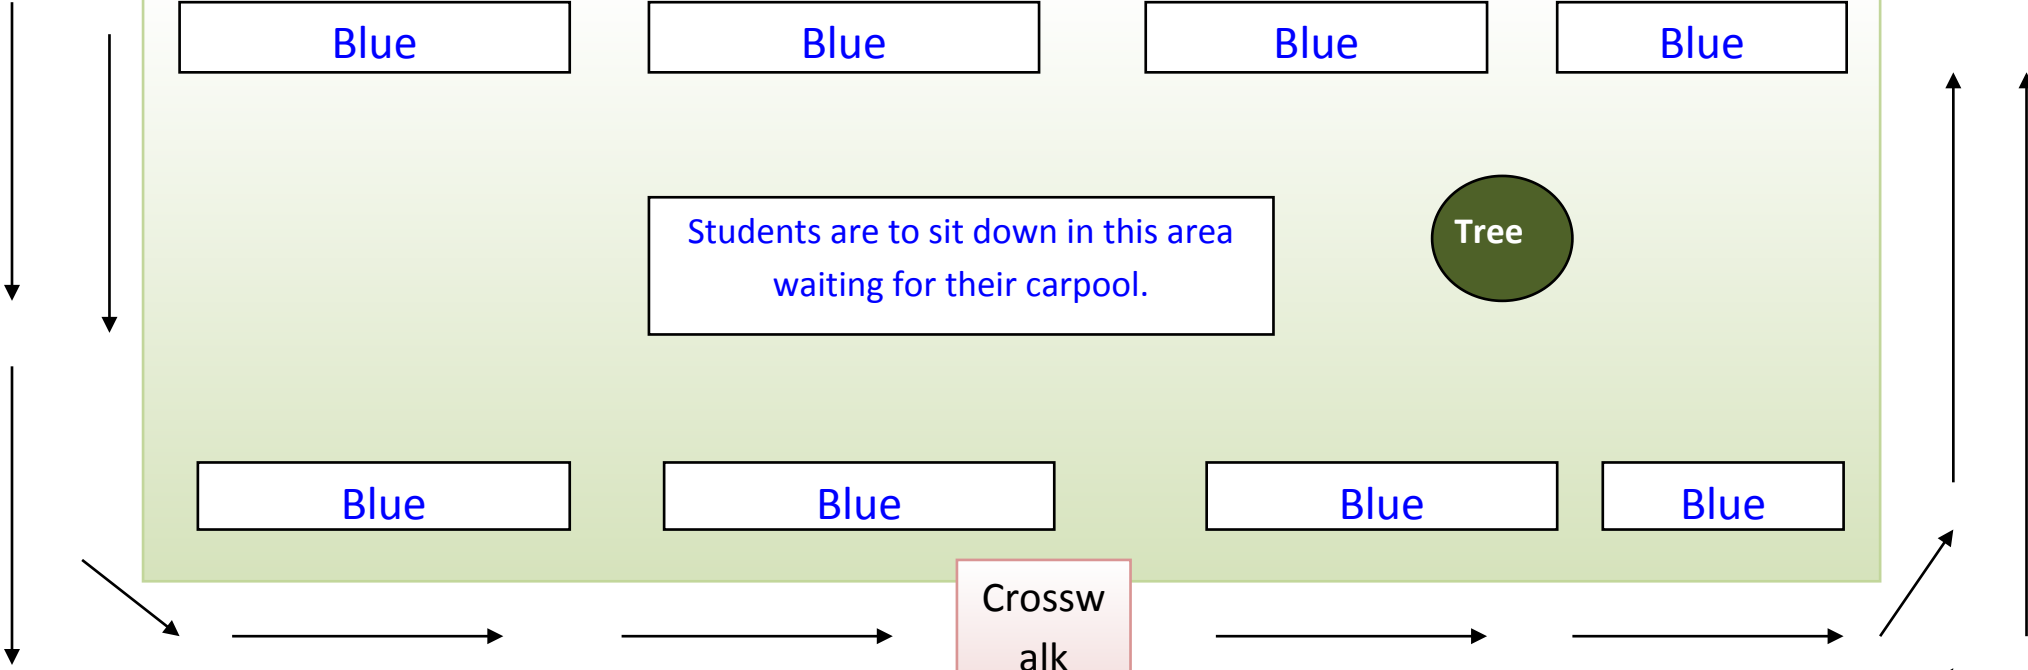 Blue Blue Blue Blue
Students are to sit down in this area
waiting for their carpool.
Tree
Blue Blue Blue Blue
Crossw
alk